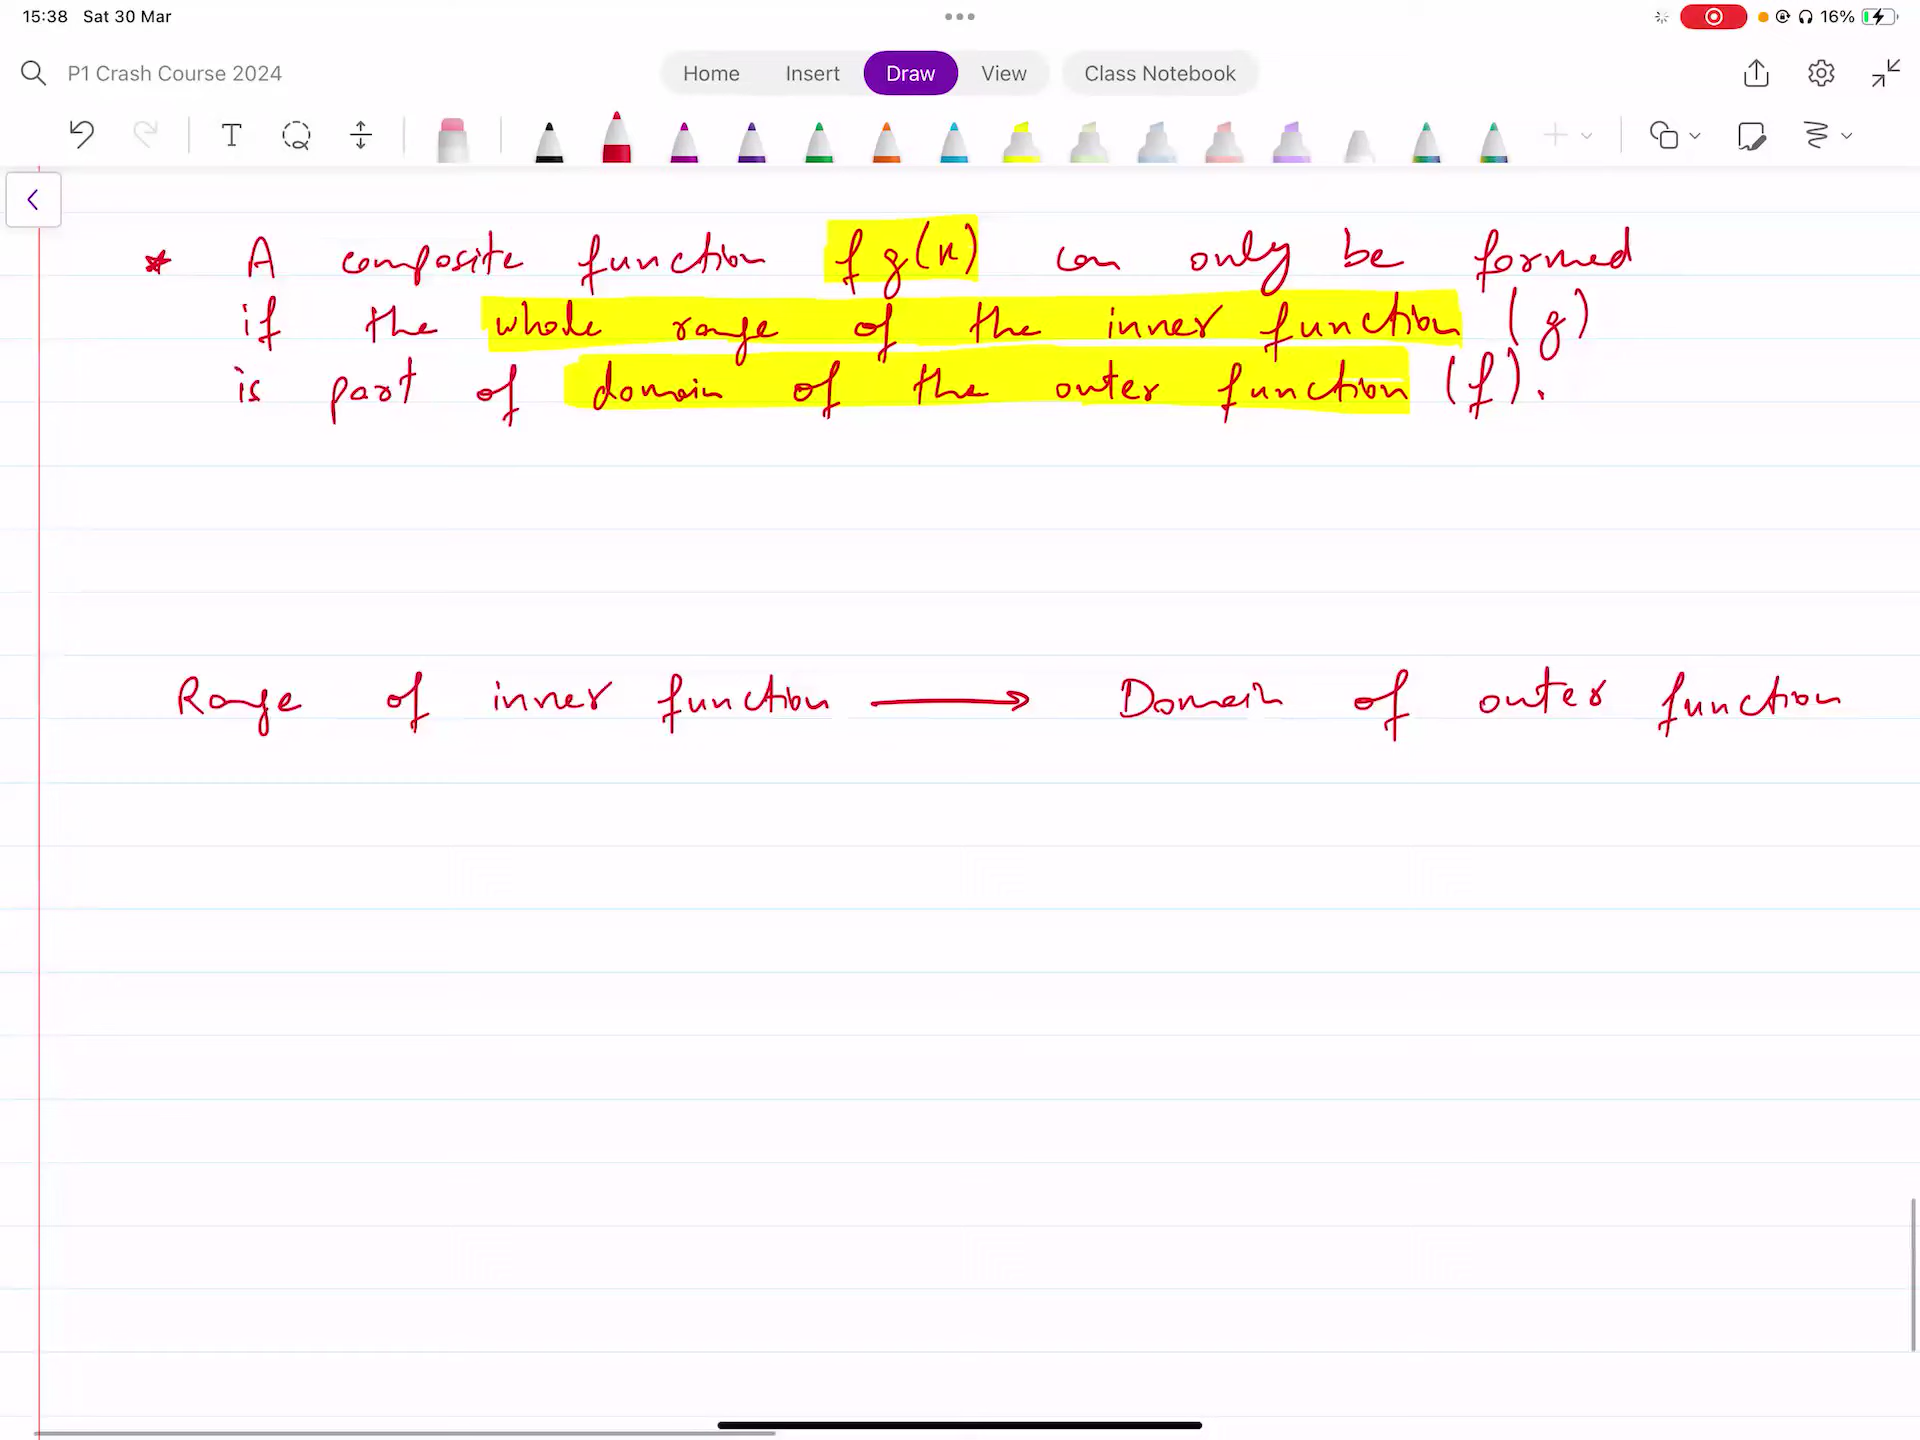 15:38 Sat 30 Mar
16%
P1 Crash Course 2024
Home Insert Draw View Class Notebook
T
* A composite function fg(x) can only be formed
if the whole range of the inner function (g)
is part of domain of the outer function (f).
Range of inner function → Domain of outer function